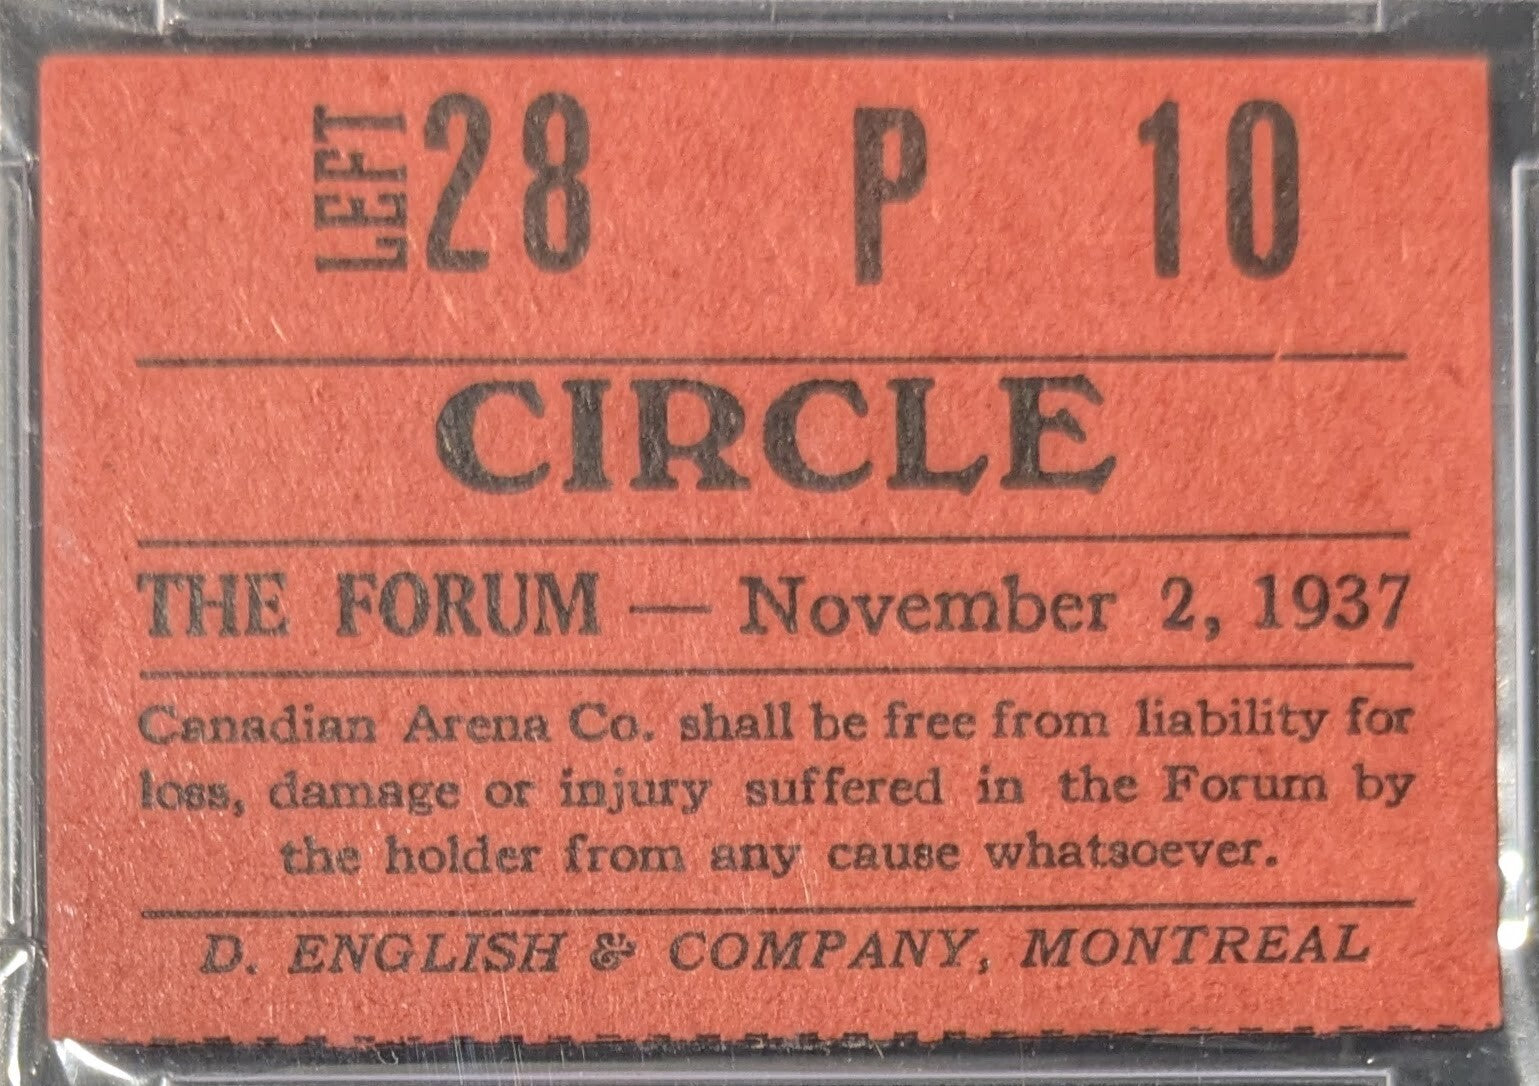 LEFT 28 P 10
CIRCLE
THE FORUM — November 2, 1937
Canadian Arena Co. shall be free from liability for
loss, damage or injury suffered in the Forum by
the holder from any cause whatsoever.
D. ENGLISH & COMPANY, MONTREAL